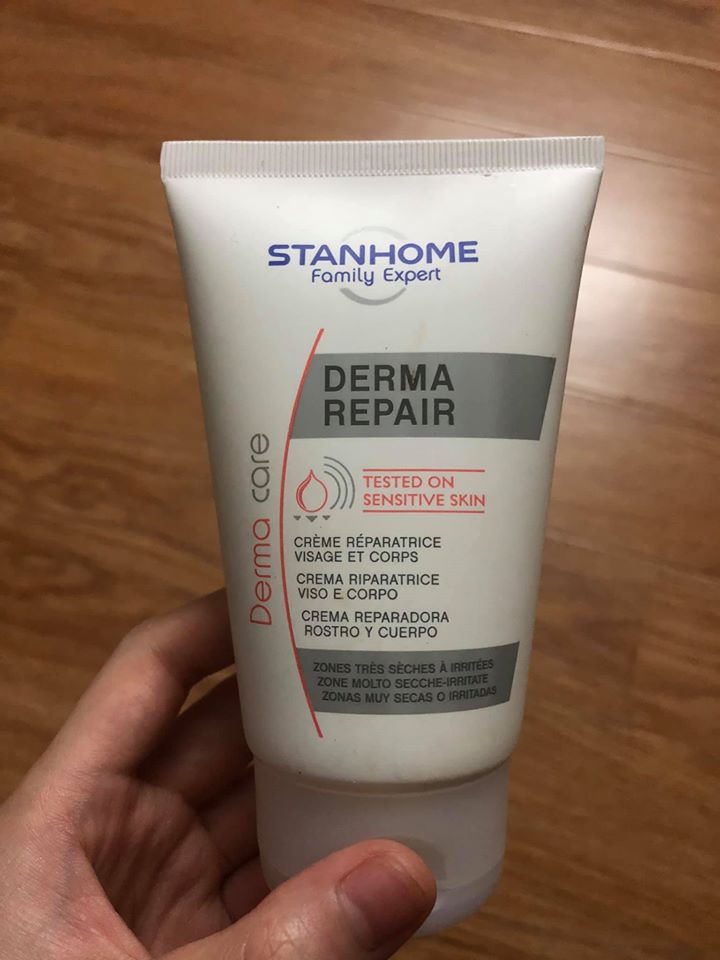 STANHOME
Family Expert
DERMA
REPAIR
Derma care
TESTED ON
SENSITIVE SKIN
CRÈME RÉPARATRICE
VISAGE ET CORPS
CREMA RIPARATRICE
VISO E CORPO
CREMA REPARADORA
ROSTRO Y CUERPO
ZONES TRÈS SÈCHES À IRRITÉES
ZONE MOLTO SECCHE-IRRITATE
ZONAS MUY SECAS O IRRITADAS